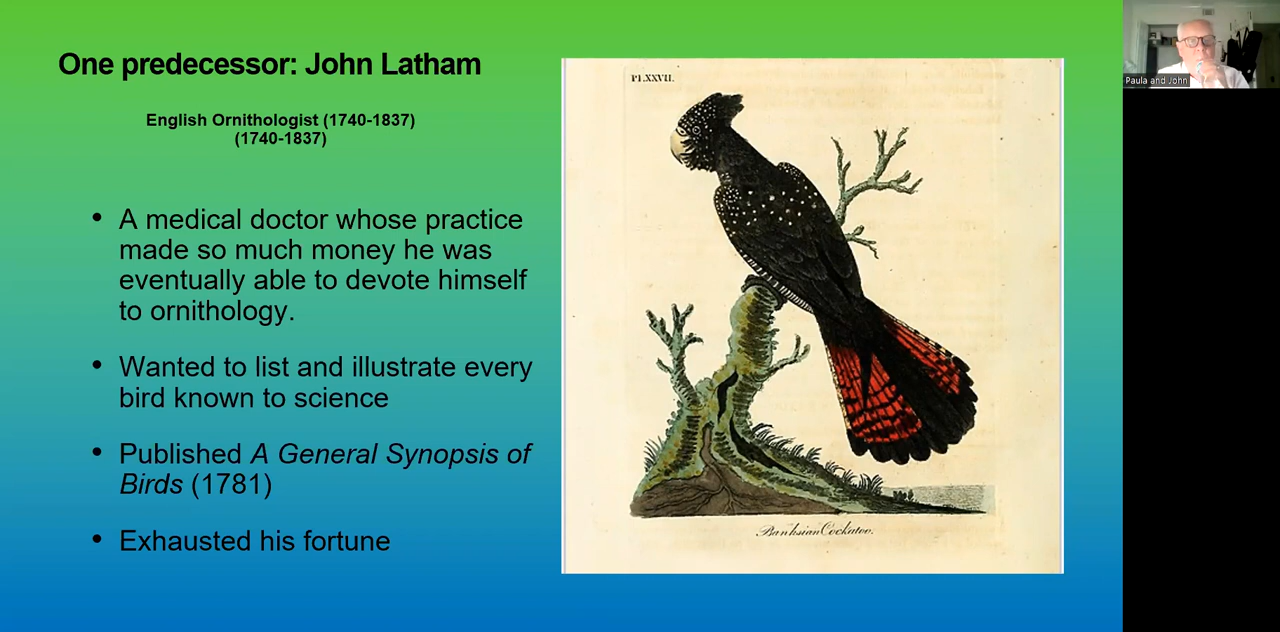 One predecessor: John Latham
English Ornithologist (1740-1837)
(1740-1837)
• A medical doctor whose practice
made so much money he was
eventually able to devote himself
to ornithology.
• Wanted to list and illustrate every
bird known to science
• Published A General Synopsis of
Birds (1781)
• Exhausted his fortune
Pl.XXVII.
Banksian Cockatoo.
Paula and John